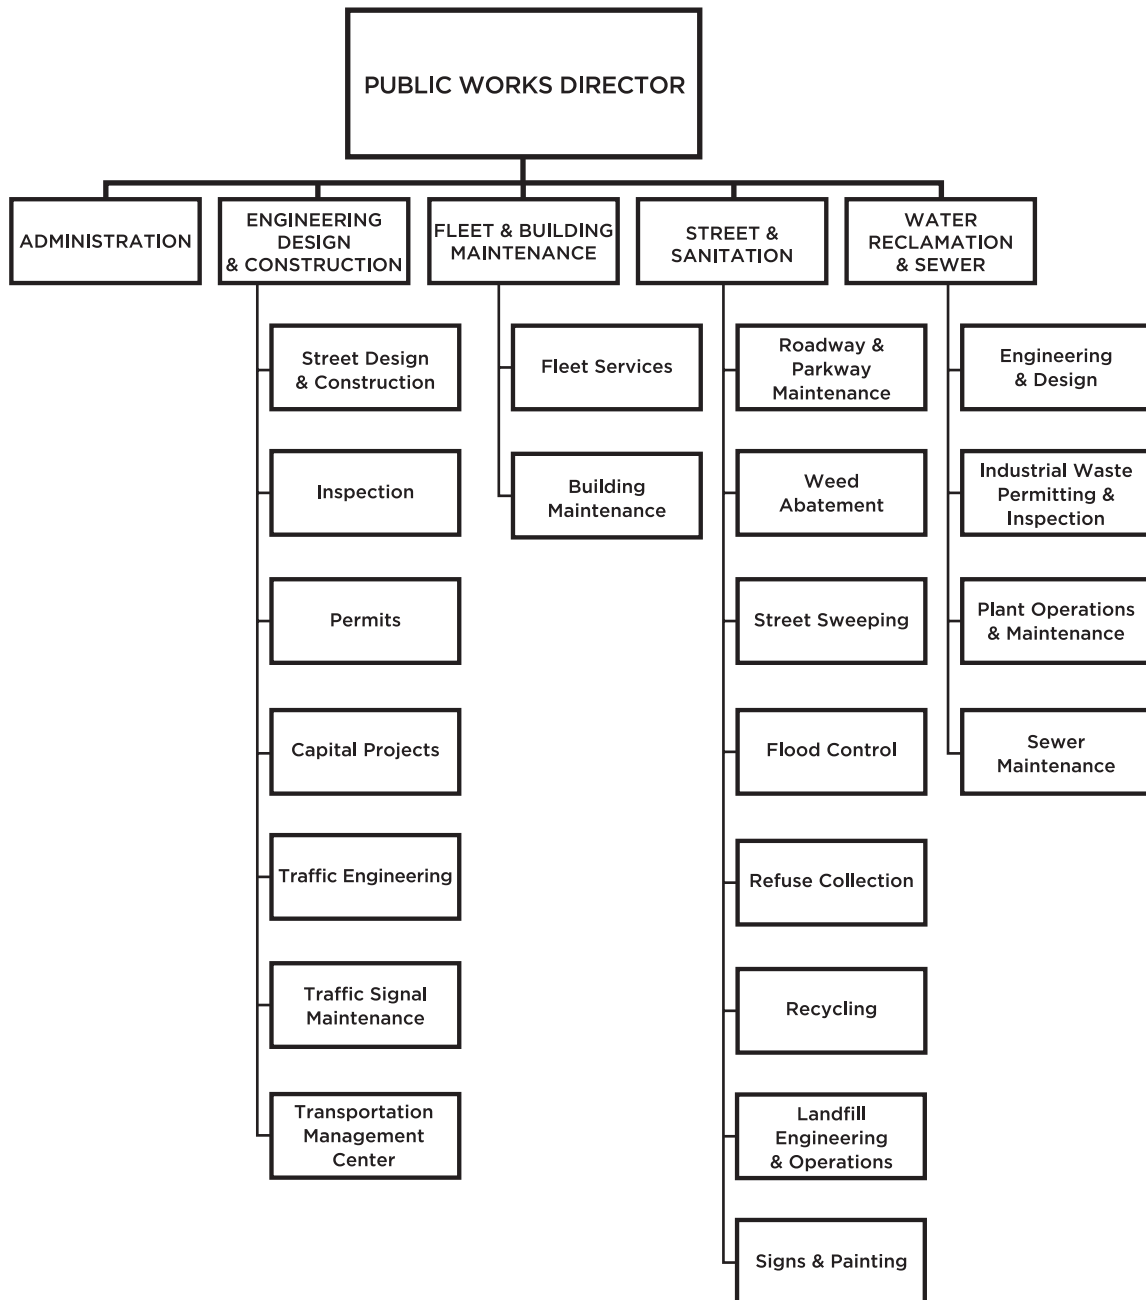 PUBLIC WORKS DIRECTOR
ADMINISTRATION
ENGINEERING
DESIGN
& CONSTRUCTION
FLEET & BUILDING
MAINTENANCE
STREET &
SANITATION
WATER
RECLAMATION
& SEWER
Street Design
& Construction
Inspection
Permits
Capital Projects
Traffic Engineering
Traffic Signal
Maintenance
Transportation
Management
Center
Fleet Services
Building
Maintenance
Roadway &
Parkway
Maintenance
Weed
Abatement
Street Sweeping
Flood Control
Refuse Collection
Recycling
Landfill
Engineering
& Operations
Signs & Painting
Engineering
& Design
Industrial Waste
Permitting &
Inspection
Plant Operations
& Maintenance
Sewer
Maintenance